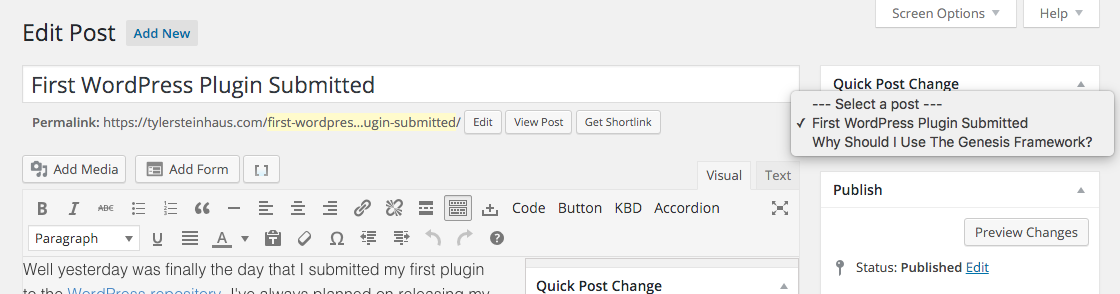 Screen Options Help
Edit Post Add New
First WordPress Plugin Submitted
Permalink: https://tylersteinhaus.com/first-wordpres...ugin-submitted/ Edit View Post Get Shortlink
Add Media Add Form [ ]
Visual Text
B I ABC Code Button KBD Accordion
Paragraph U A Ω ?
Well yesterday was finally the day that I submitted my first plugin
to the WordPress repository. I've always planned on releasing my
Quick Post Change
Quick Post Change
--- Select a post ---
✓ First WordPress Plugin Submitted
Why Should I Use The Genesis Framework?
Publish
Preview Changes
Status: Published Edit